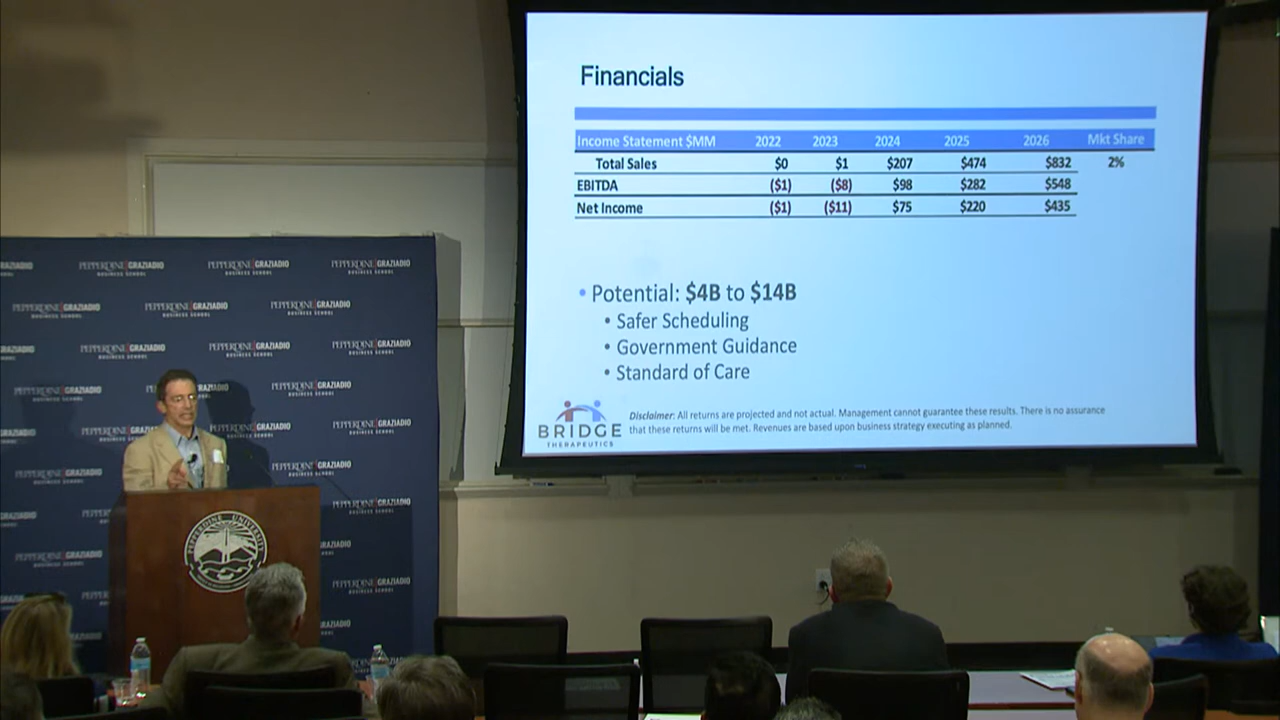 Financials
Income Statement $MM 2022 2023 2024 2025 2026 Mkt Share
Total Sales $0 $1 $207 $474 $832 2%
EBITDA ($1) ($8) $98 $282 $548
Net Income ($1) ($11) $75 $220 $435
• Potential: $4B to $14B
• Safer Scheduling
• Government Guidance
• Standard of Care
BRIDGE
THERAPEUTICS
Disclaimer: All returns are projected and not actual. Management cannot guarantee these results. There is no assurance
that these returns will be met. Revenues are based upon business strategy executing as planned.
PEPPERDINE GRAZIADIO
BUSINESS SCHOOL
PEPPERDINE UNIVERSITY